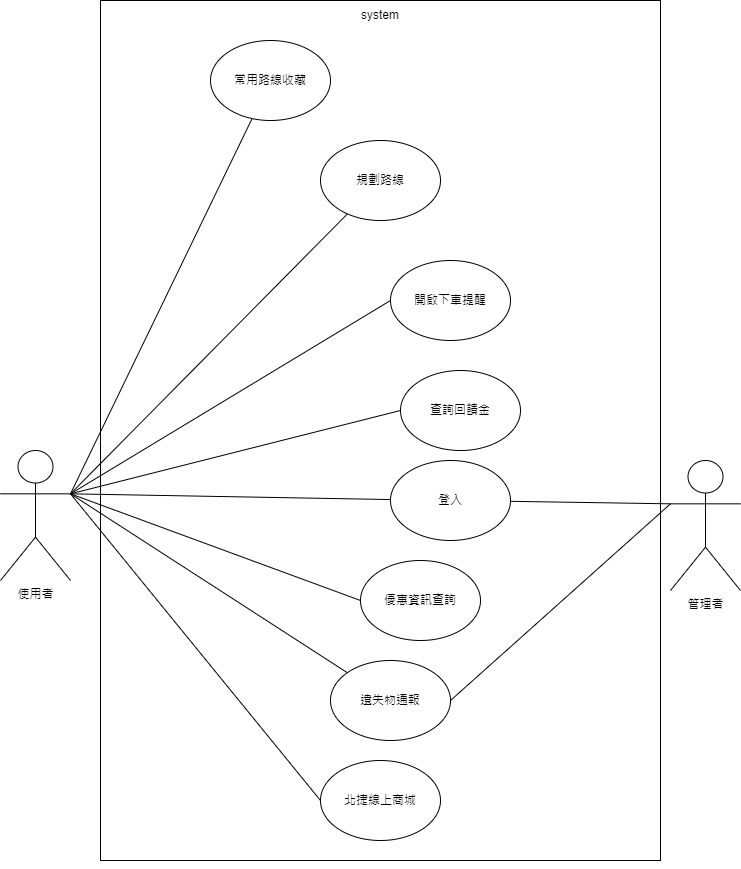 system
常用路線收藏
規劃路線
開啟下車提醒
查詢回饋金
登入
優惠資訊查詢
使用者
管理者
遺失物通報
北捷線上商城